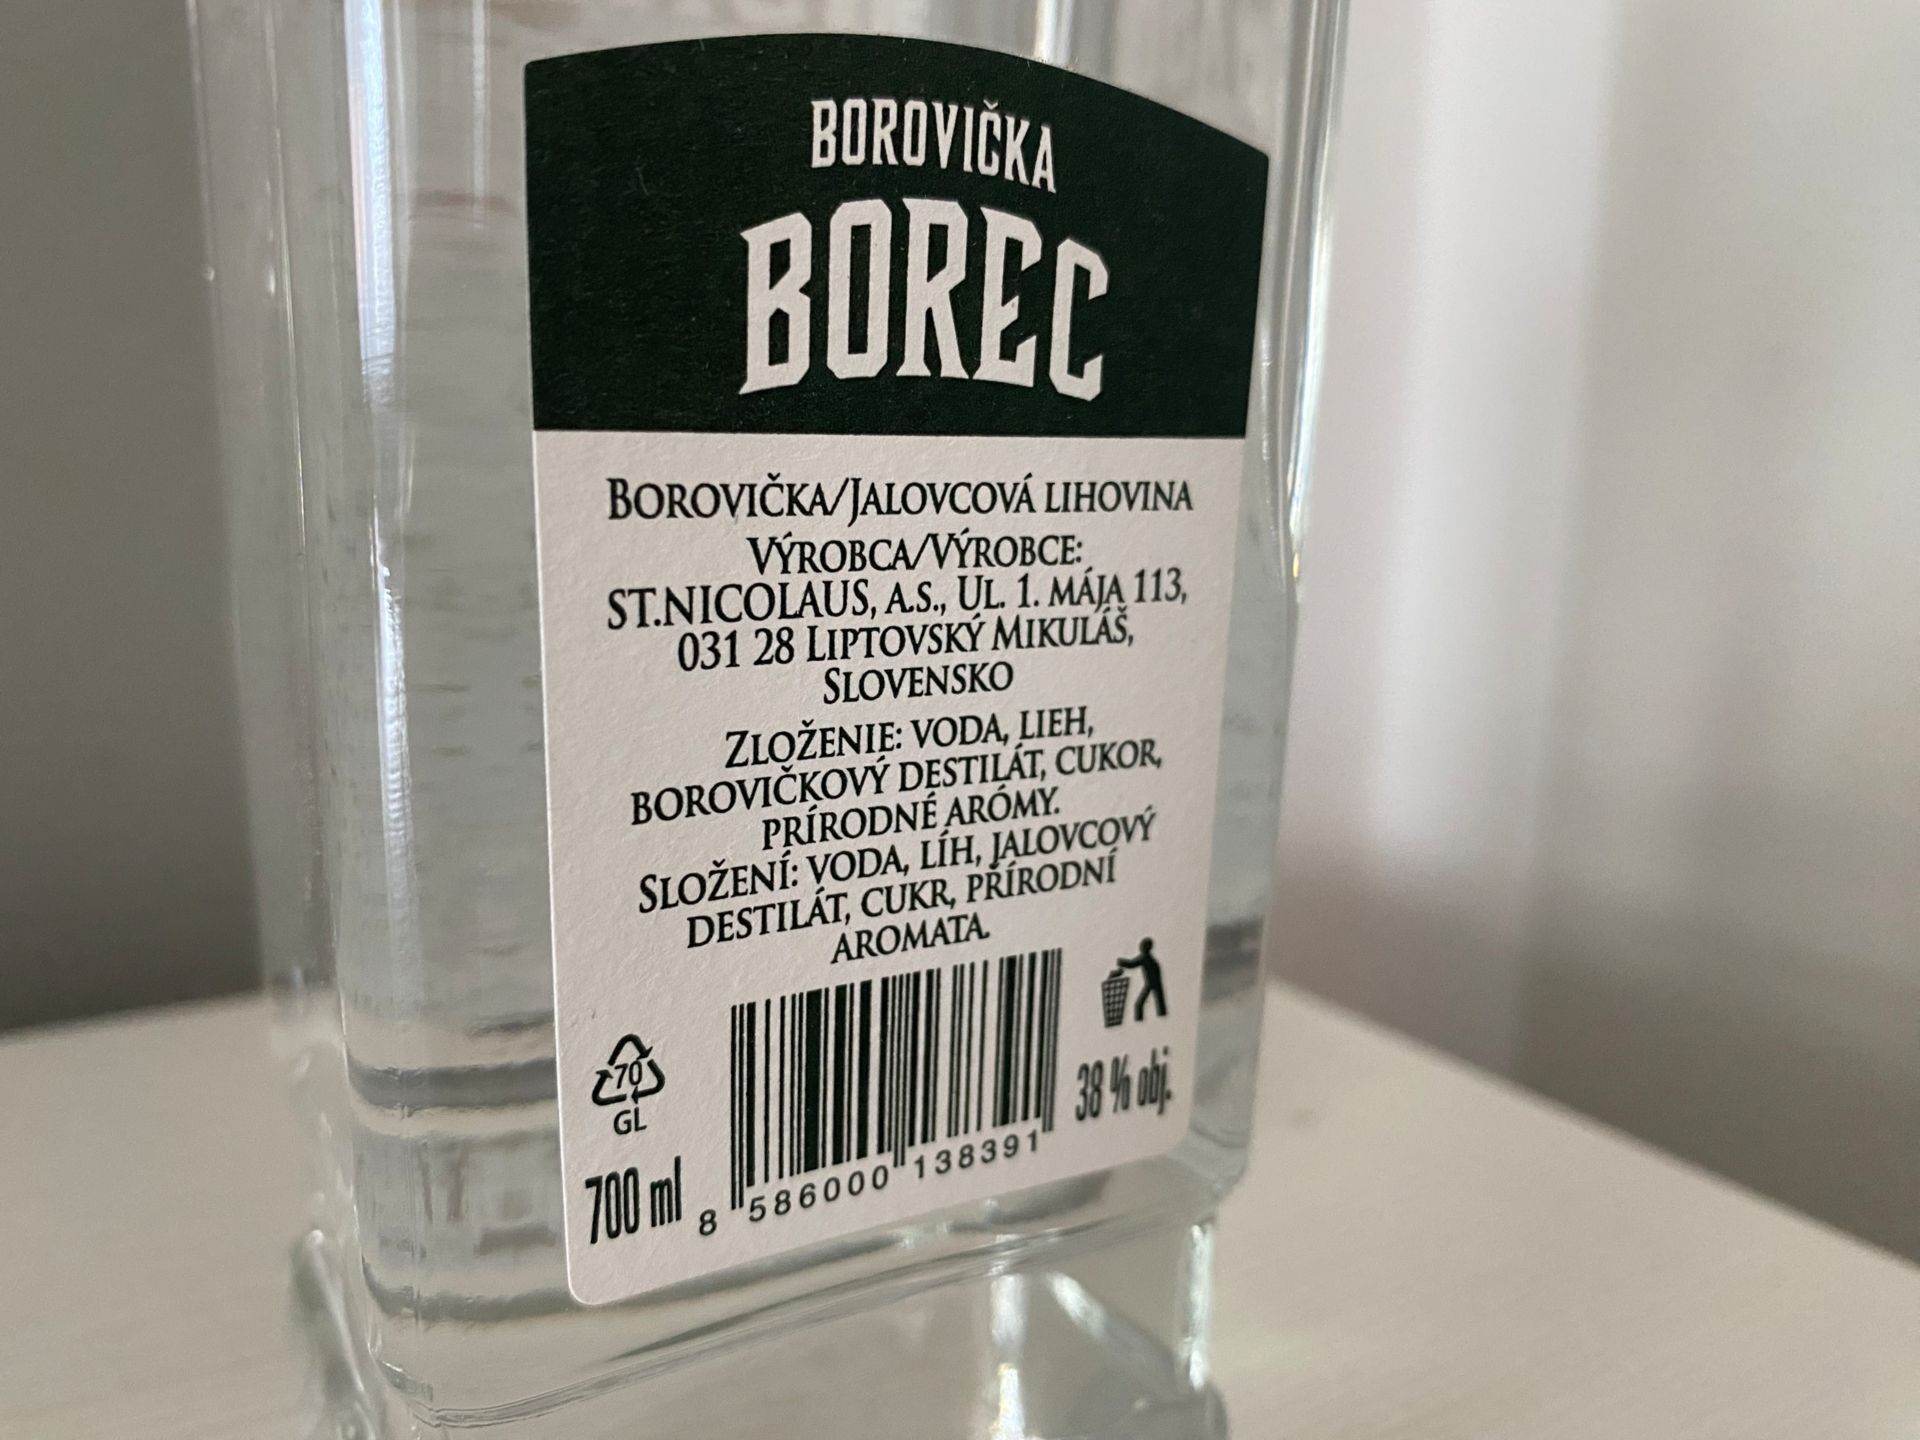 BOROVIČKA
BOREC
BOROVIČKA/JALOVCOVÁ LIHOVINA
VÝROBCA/VÝROBCE:
ST.NICOLAUS, A.S., UL. 1. MÁJA 113,
031 28 LIPTOVSKÝ MIKULÁŠ,
SLOVENSKO
ZLOŽENIE: VODA, LIEH,
BOROVIČKOVÝ DESTILÁT, CUKOR,
PRÍRODNÉ ARÓMY.
SLOŽENÍ: VODA, LÍH, JALOVCOVÝ
DESTILÁT, CUKR, PŘÍRODNÍ
AROMATA.
70
GL
38 % obj.
700 ml
8 586000 138391